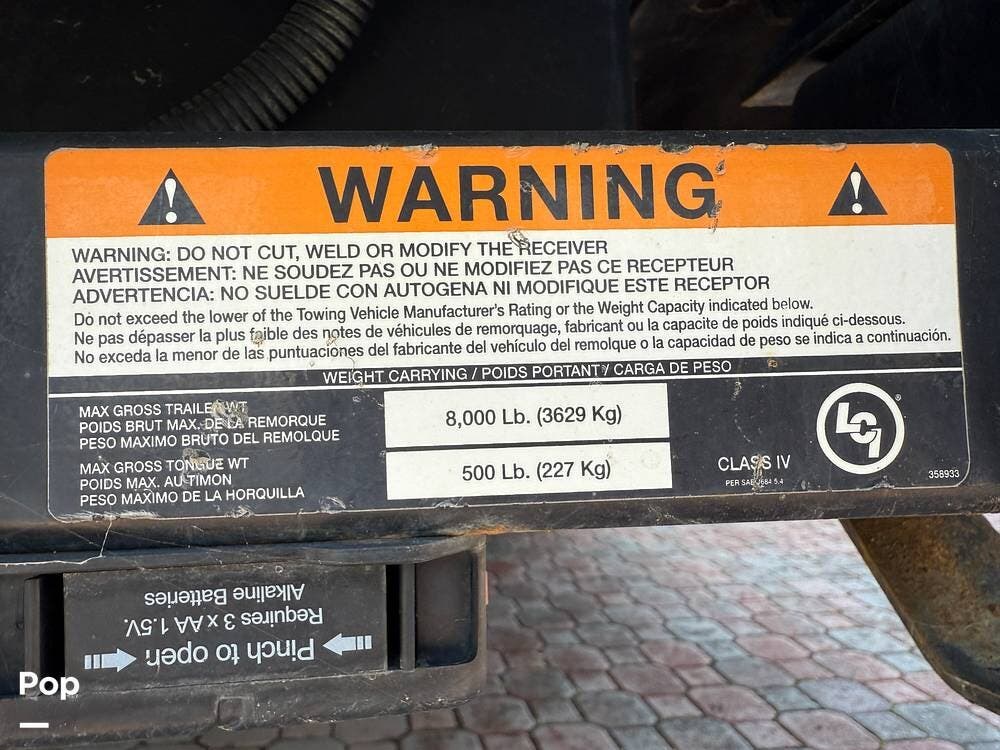 WARNING
WARNING: DO NOT CUT, WELD OR MODIFY THE RECEIVER
AVERTISSEMENT: NE SOUDEZ PAS OU NE MODIFIEZ PAS CE RECEPTEUR
ADVERTENCIA: NO SUELDE CON AUTOGENA NI MODIFIQUE ESTE RECEPTOR
Do not exceed the lower of the Towing Vehicle Manufacturer's Rating or the Weight Capacity indicated below.
Ne pas dépasser la plus faible des notes de véhicules de remorquage, fabricant ou la capacite de poids indiqué ci-dessous.
No exceda la menor de las puntuaciones del fabricante del vehículo del remolque o la capacidad de peso se indica a continuación.
WEIGHT CARRYING / POIDS PORTANT / CARGA DE PESO
MAX GROSS TRAILER WT
POIDS BRUT MAX. DE LA REMORQUE
PESO MAXIMO BRUTO DEL REMOLQUE
8,000 Lb. (3629 Kg)
MAX GROSS TONGUE WT
POIDS MAX. AU TIMON
PESO MÁXIMO DE LA HORQUILLA
500 Lb. (227 Kg)
CLASS IV
PER SAE J684 5.4
LCI®
358933
Pinch to open
Requires 3 x AA 1.5V.
Alkaline Batteries
Pop